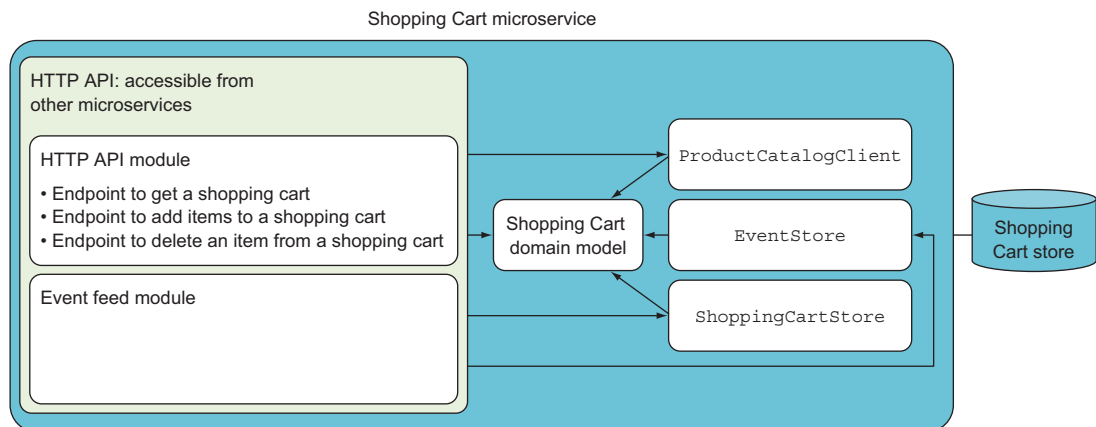 Shopping Cart microservice
HTTP API: accessible from
other microservices
HTTP API module
• Endpoint to get a shopping cart
• Endpoint to add items to a shopping cart
• Endpoint to delete an item from a shopping cart
Event feed module
Shopping Cart
domain model
ProductCatalogClient
EventStore
ShoppingCartStore
Shopping
Cart store